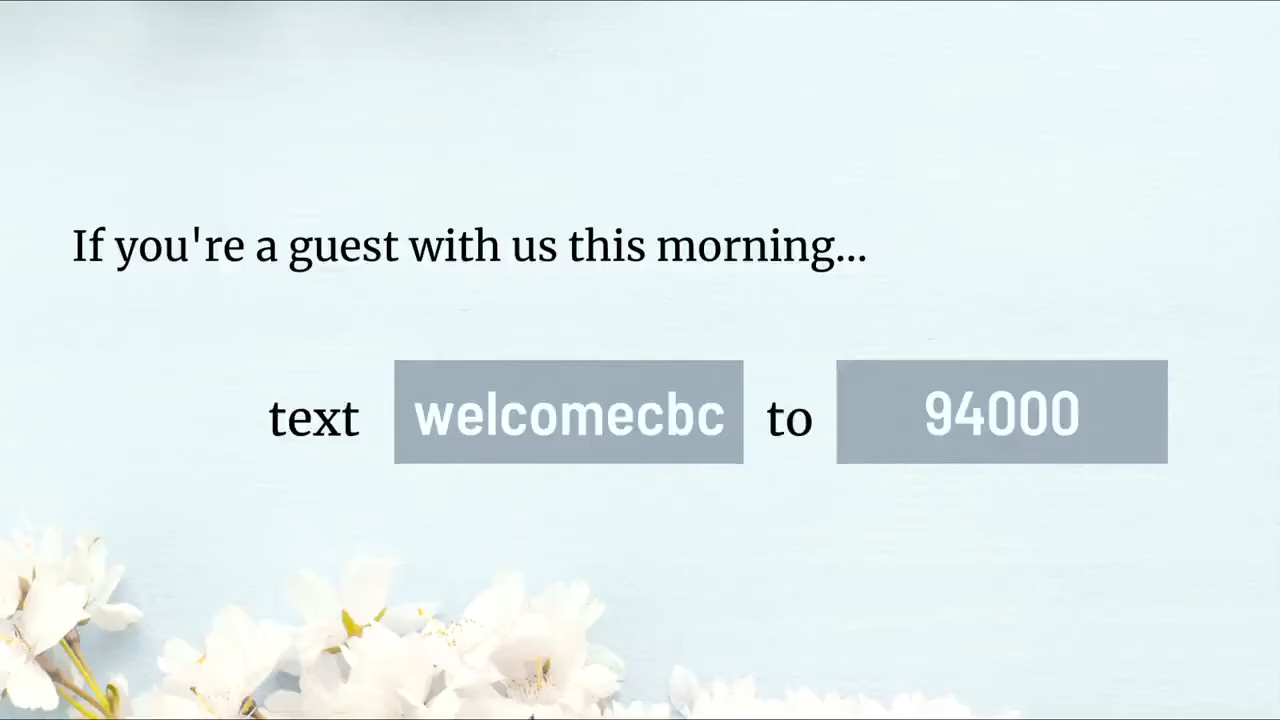 If you're a guest with us this morning...
text welcomecbc to 94000